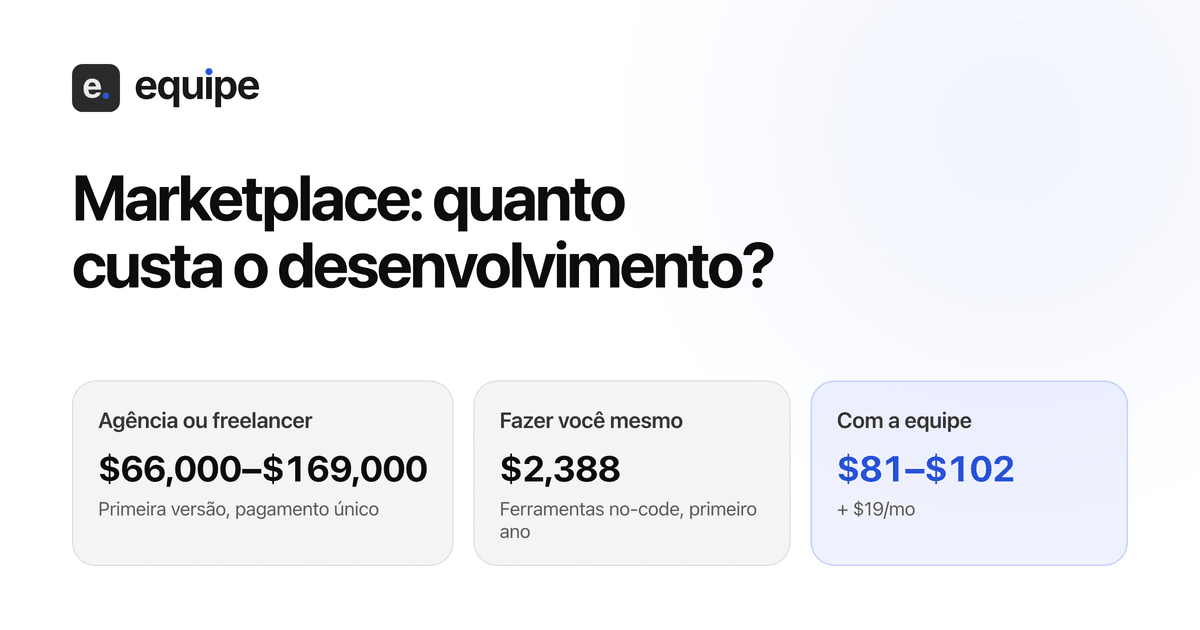 e. equipe
Marketplace: quanto
custa o desenvolvimento?
Agência ou freelancer
$66,000–$169,000
Primeira versão, pagamento único
Fazer você mesmo
$2,388
Ferramentas no-code, primeiro
ano
Com a equipe
$81–$102
+ $19/mo